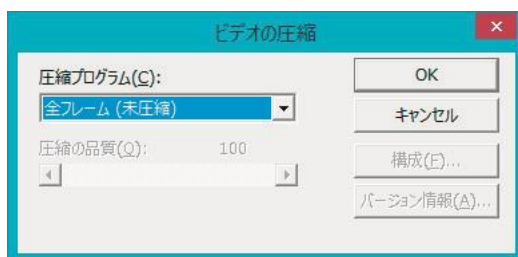 ビデオの圧縮
圧縮プログラム(C):
全フレーム (未圧縮)
圧縮の品質(Q): 100
OK
キャンセル
構成(F)...
バージョン情報(A)...